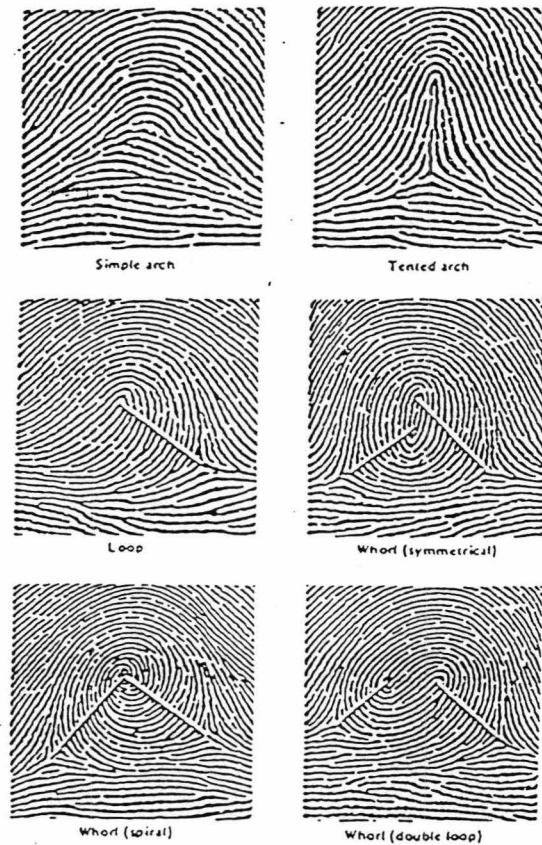 Simple arch
Tented arch
Loop
Whorl (symmetrical)
Whorl (spiral)
Whorl (double loop)